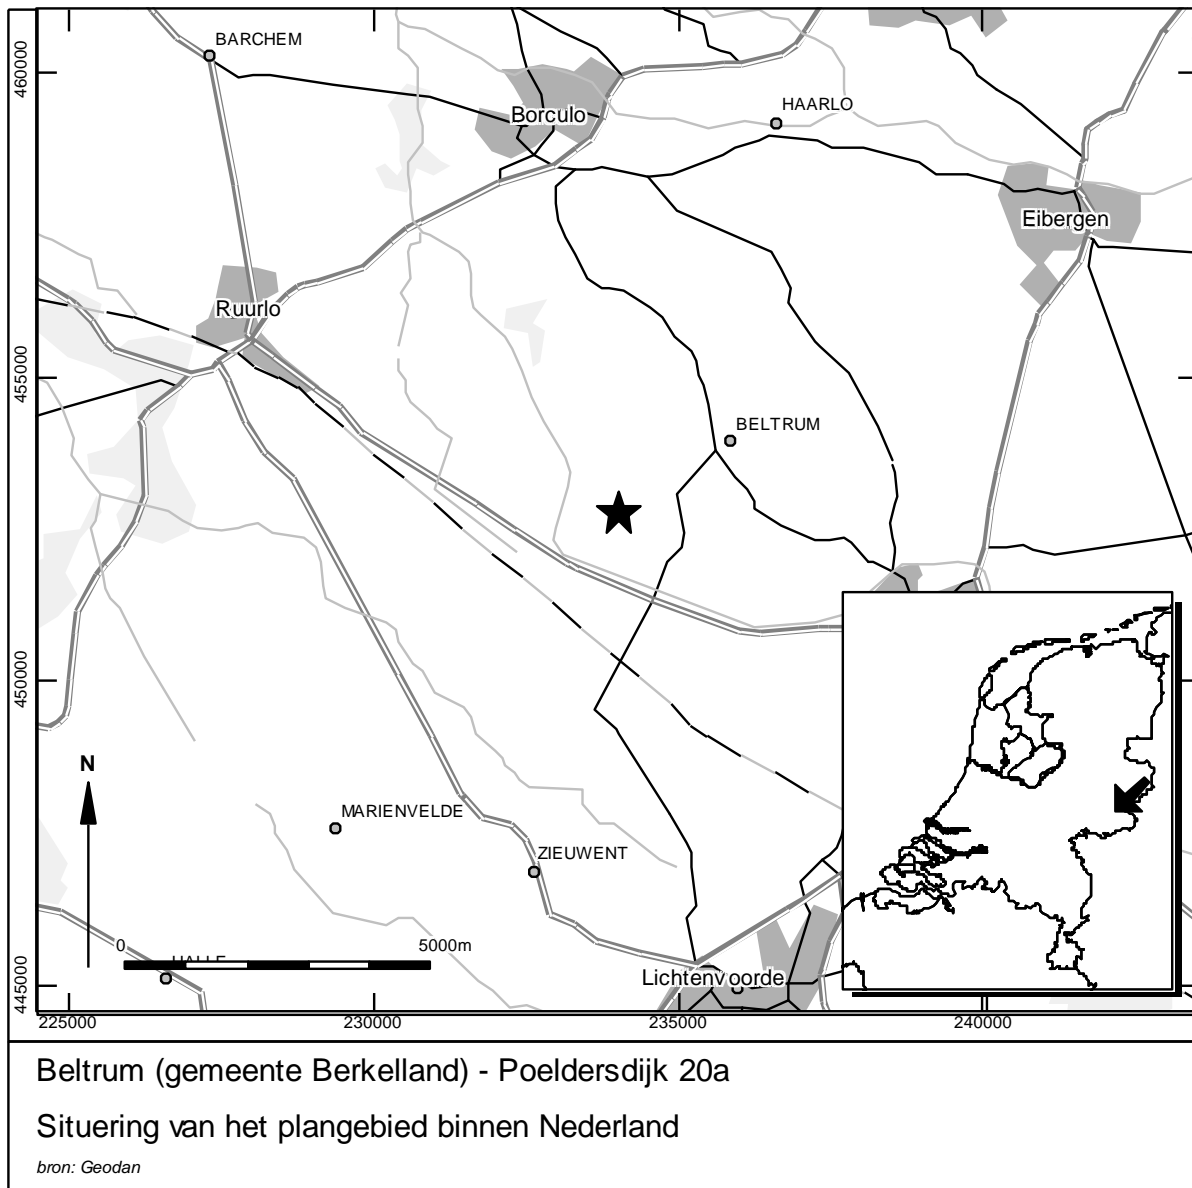 BARCHEM
460000
HAARLO
Borculo
Eibergen
Ruurlo
455000
BELTRUM
450000
N
MARIENVELDE
ZIEUWENT
0 5000m
HALLE
Lichtenvoorde
445000
225000 230000 235000 240000
Beltrum (gemeente Berkelland) - Poeldersdijk 20a
Situering van het plangebied binnen Nederland
bron: Geodan